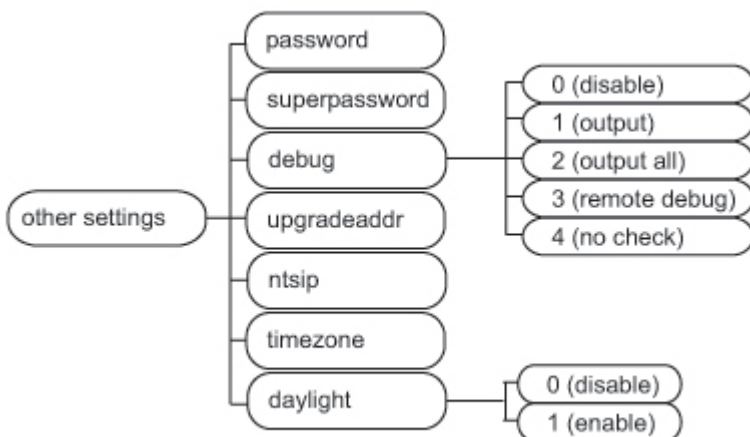 other settings
password
superpassword
debug
0 (disable)
1 (output)
2 (output all)
3 (remote debug)
4 (no check)
upgradeaddr
ntsip
timezone
daylight
0 (disable)
1 (enable)